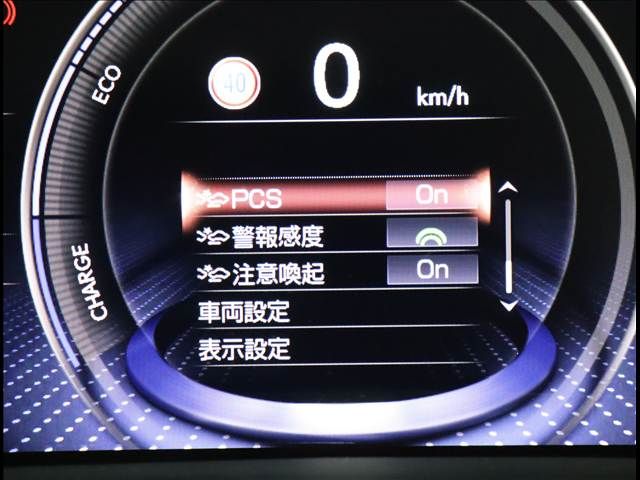 ECO
40
0
km/h
PCS On
警報感度
注意喚起 On
CHARGE
車両設定
表示設定